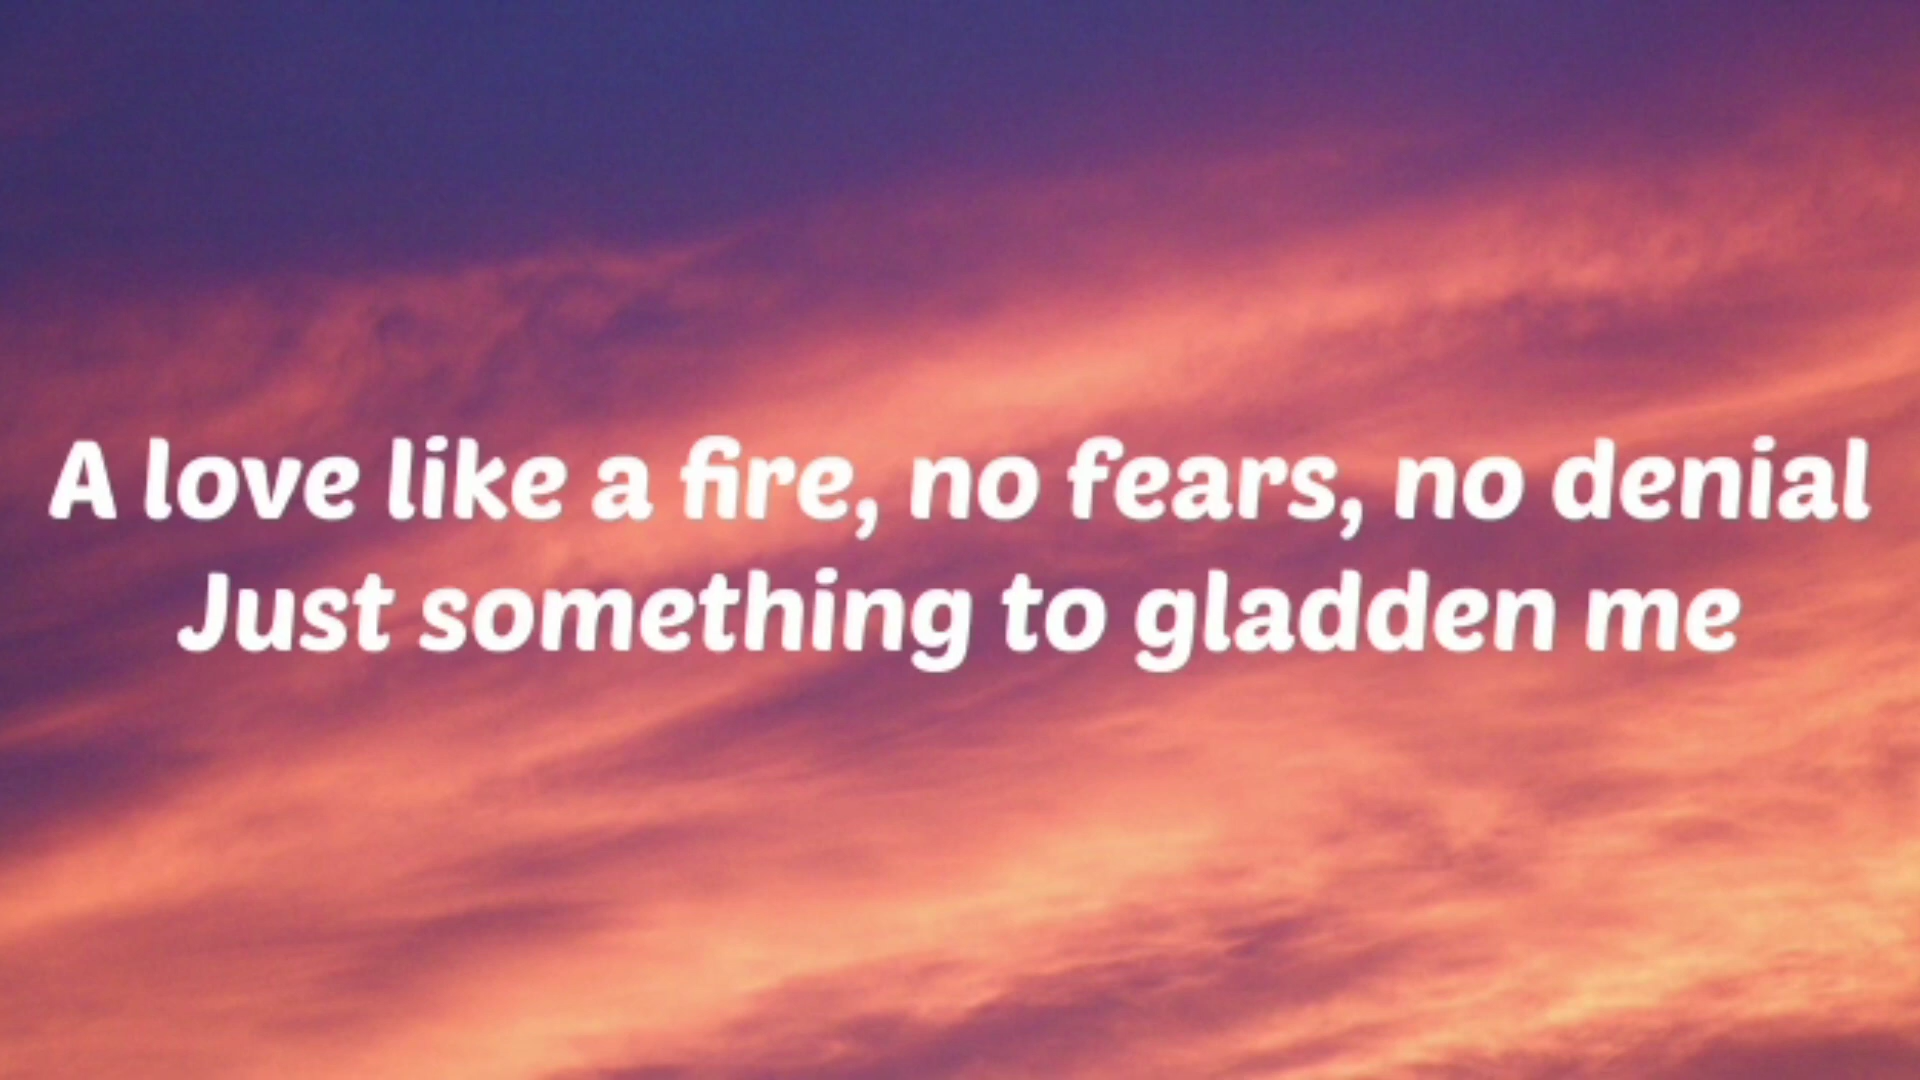 A love like a fire, no fears, no denial
Just something to gladden me